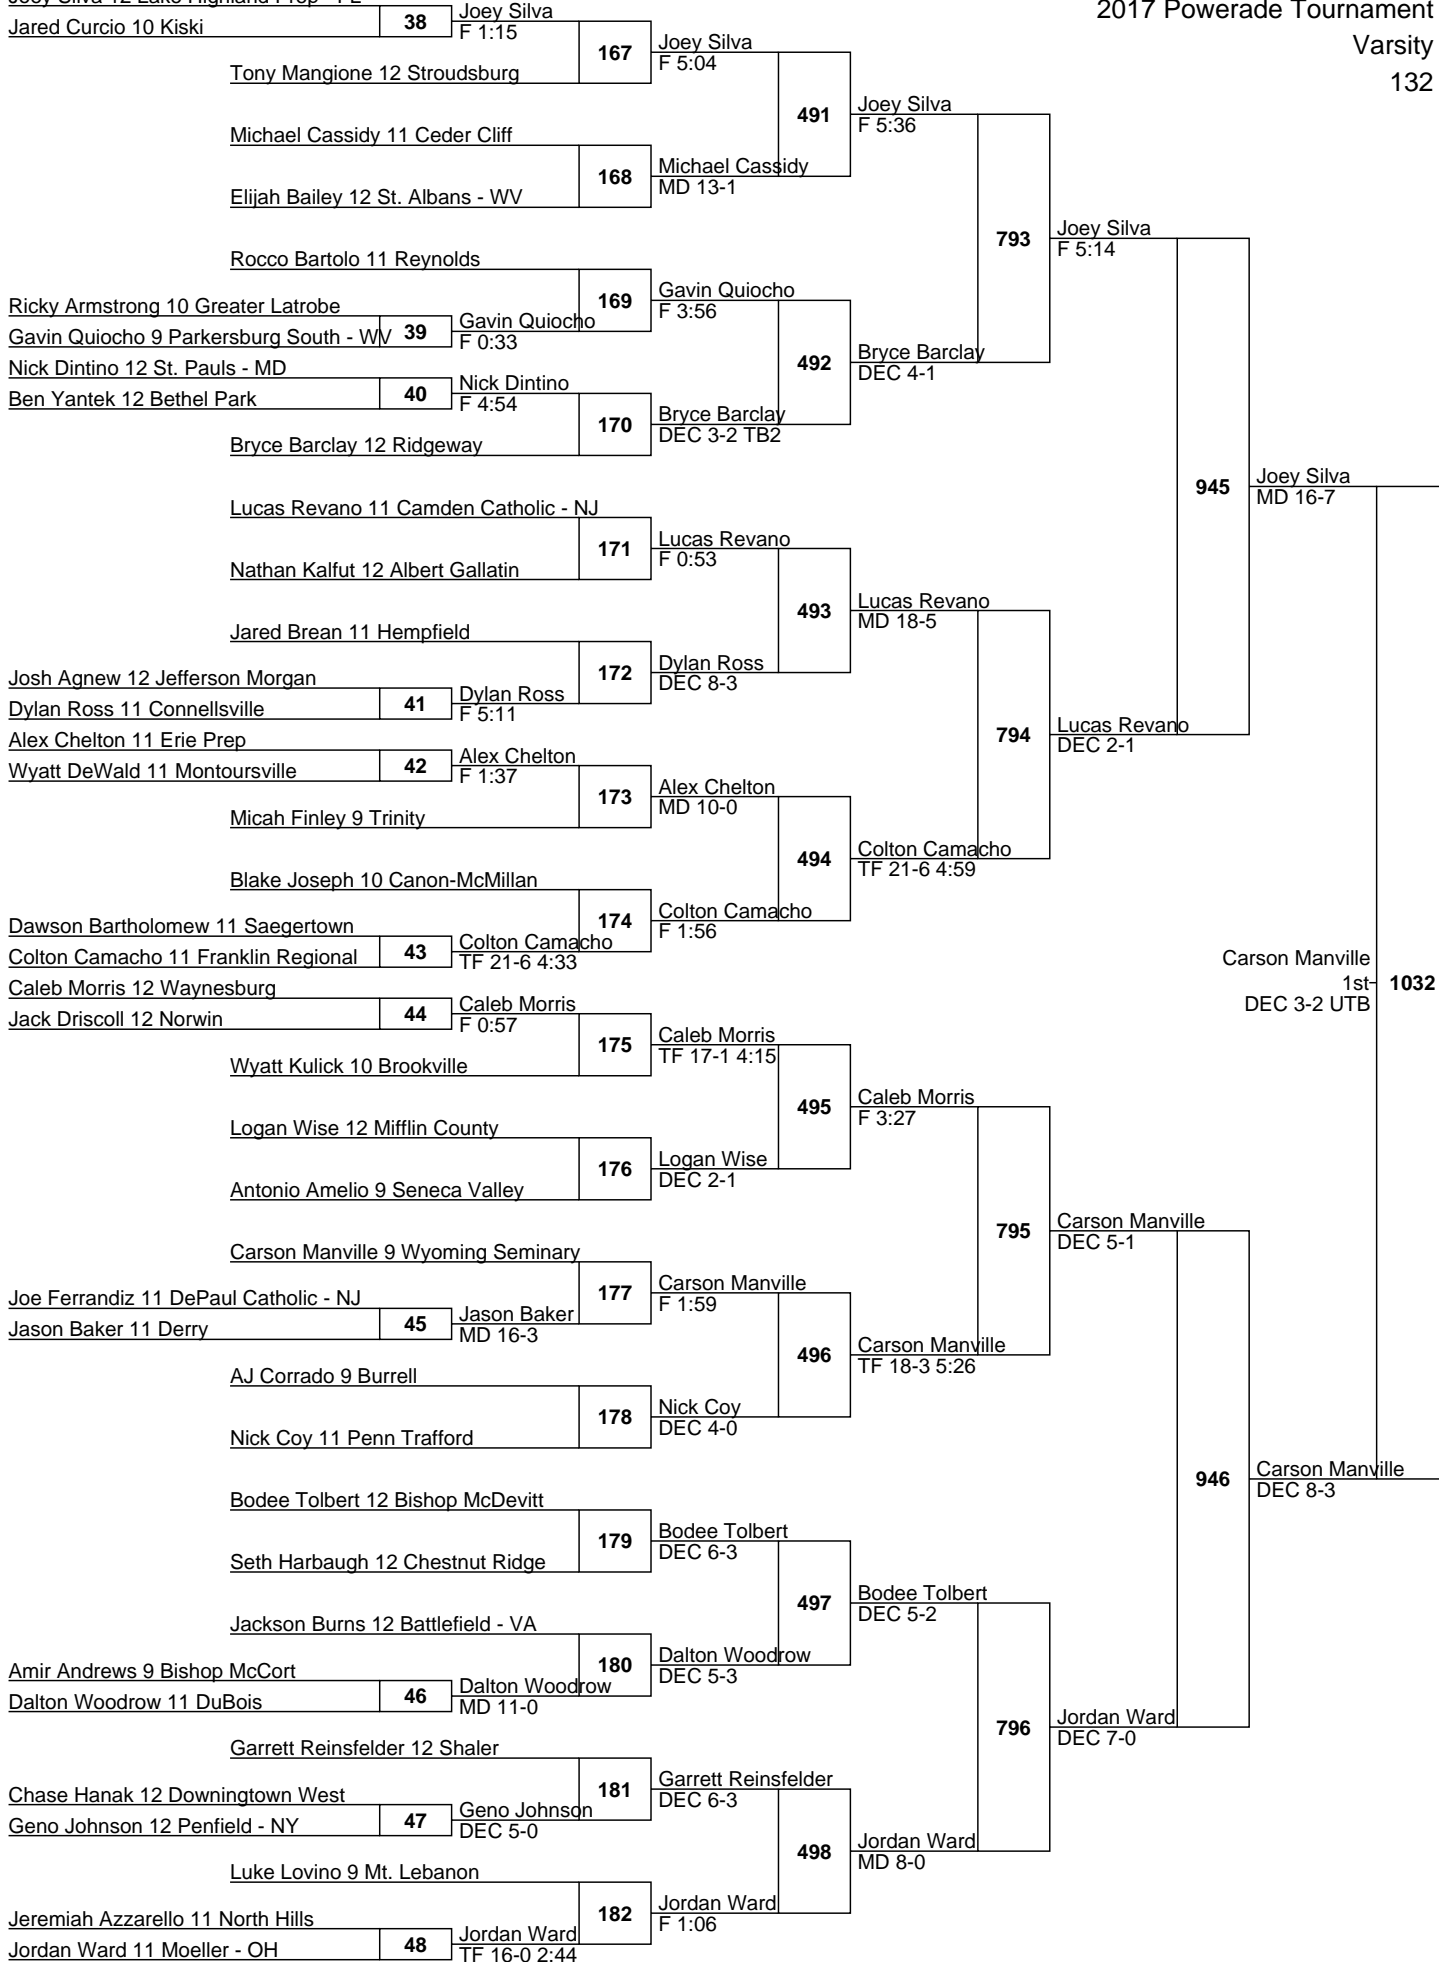 2017 Powerade Tournament
Varsity
132
Jared Curcio 10 Kiski
38
Joey Silva
F 1:15
Tony Mangione 12 Stroudsburg
167
Joey Silva
F 5:04
Michael Cassidy 11 Ceder Cliff
Elijah Bailey 12 St. Albans - WV
168
Michael Cassidy
MD 13-1
491
Joey Silva
F 5:36
Rocco Bartolo 11 Reynolds
Ricky Armstrong 10 Greater Latrobe
Gavin Quiocho 9 Parkersburg South - WV
39
Gavin Quiocho
F 0:33
169
Gavin Quiocho
F 3:56
Nick Dintino 12 St. Pauls - MD
Ben Yantek 12 Bethel Park
40
Nick Dintino
F 4:54
Bryce Barclay 12 Ridgeway
170
Bryce Barclay
DEC 3-2 TB2
492
Bryce Barclay
DEC 4-1
793
Joey Silva
F 5:14
Lucas Revano 11 Camden Catholic - NJ
Nathan Kalfut 12 Albert Gallatin
171
Lucas Revano
F 0:53
Jared Brean 11 Hempfield
Josh Agnew 12 Jefferson Morgan
Dylan Ross 11 Connellsville
41
Dylan Ross
F 5:11
172
Dylan Ross
DEC 8-3
493
Lucas Revano
MD 18-5
Alex Chelton 11 Erie Prep
Wyatt DeWald 11 Montoursville
42
Alex Chelton
F 1:37
Micah Finley 9 Trinity
173
Alex Chelton
MD 10-0
Blake Joseph 10 Canon-McMillan
Dawson Bartholomew 11 Saegertown
Colton Camacho 11 Franklin Regional
43
Colton Camacho
TF 21-6 4:33
174
Colton Camacho
F 1:56
494
Colton Camacho
TF 21-6 4:59
794
Lucas Revano
DEC 2-1
945
Joey Silva
MD 16-7
Caleb Morris 12 Waynesburg
Jack Driscoll 12 Norwin
44
Caleb Morris
F 0:57
Wyatt Kulick 10 Brookville
175
Caleb Morris
TF 17-1 4:15
Logan Wise 12 Mifflin County
Antonio Amelio 9 Seneca Valley
176
Logan Wise
DEC 2-1
495
Caleb Morris
F 3:27
Carson Manville 9 Wyoming Seminary
Joe Ferrandiz 11 DePaul Catholic - NJ
Jason Baker 11 Derry
45
Jason Baker
MD 16-3
177
Carson Manville
F 1:59
AJ Corrado 9 Burrell
Nick Coy 11 Penn Trafford
178
Nick Coy
DEC 4-0
496
Carson Manville
TF 18-3 5:26
795
Carson Manville
DEC 5-1
Bodee Tolbert 12 Bishop McDevitt
Seth Harbaugh 12 Chestnut Ridge
179
Bodee Tolbert
DEC 6-3
Jackson Burns 12 Battlefield - VA
Amir Andrews 9 Bishop McCort
Dalton Woodrow 11 DuBois
46
Dalton Woodrow
MD 11-0
180
Dalton Woodrow
DEC 5-3
497
Bodee Tolbert
DEC 5-2
Garrett Reinsfelder 12 Shaler
Chase Hanak 12 Downingtown West
Geno Johnson 12 Penfield - NY
47
Geno Johnson
DEC 5-0
181
Garrett Reinsfelder
DEC 6-3
Luke Lovino 9 Mt. Lebanon
Jeremiah Azzarello 11 North Hills
Jordan Ward 11 Moeller - OH
48
Jordan Ward
TF 16-0 2:44
182
Jordan Ward
F 1:06
498
Jordan Ward
MD 8-0
796
Jordan Ward
DEC 7-0
946
Carson Manville
DEC 8-3
Carson Manville
1st
DEC 3-2 UTB
1032